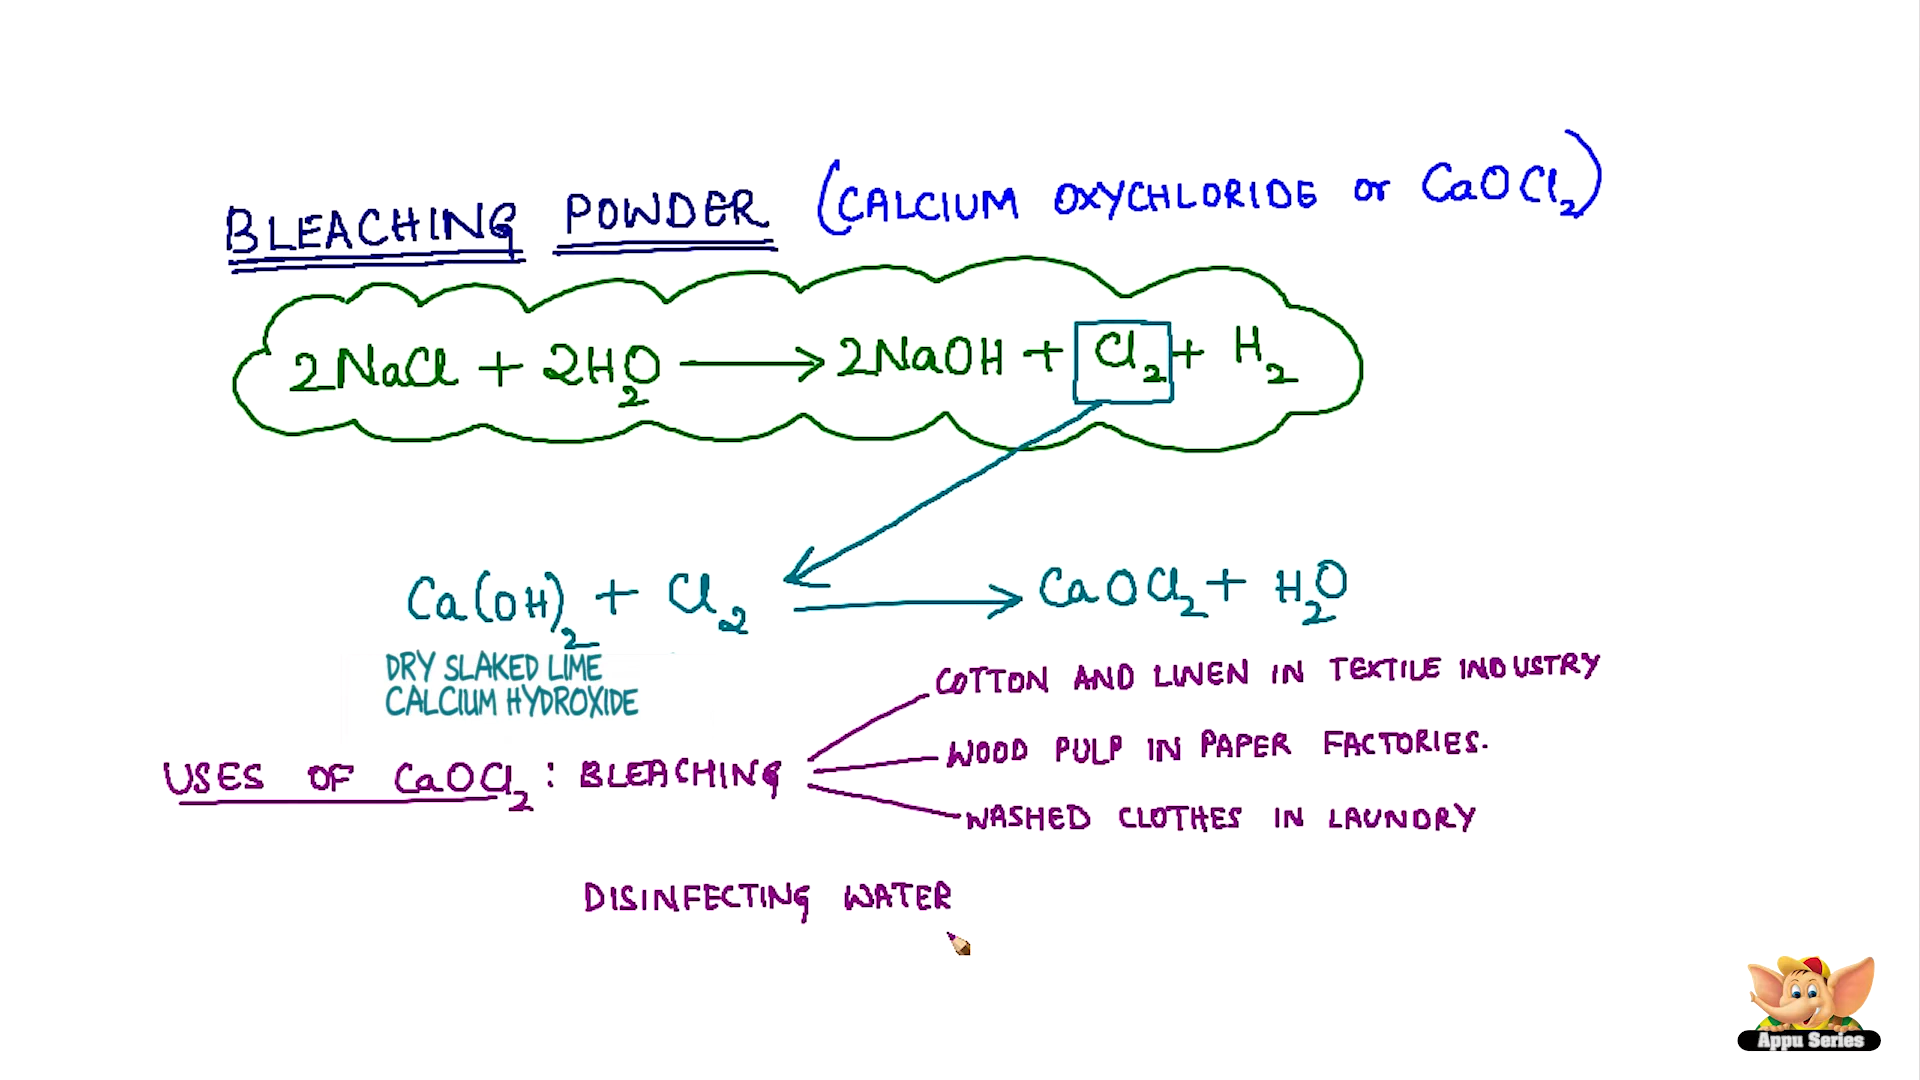 BLEACHING POWDER (CALCIUM OXYCHLORIDE or CaOCl₂)
2NaCl + 2H₂O → 2NaOH + Cl₂ + H₂
Ca(OH)₂ + Cl₂ → CaOCl₂ + H₂O
DRY SLAKED LIME
CALCIUM HYDROXIDE
USES OF CaOCl₂ : BLEACHING
COTTON AND LINEN IN TEXTILE INDUSTRY
WOOD PULP IN PAPER FACTORIES.
WASHED CLOTHES IN LAUNDRY
DISINFECTING WATER
Appu Series